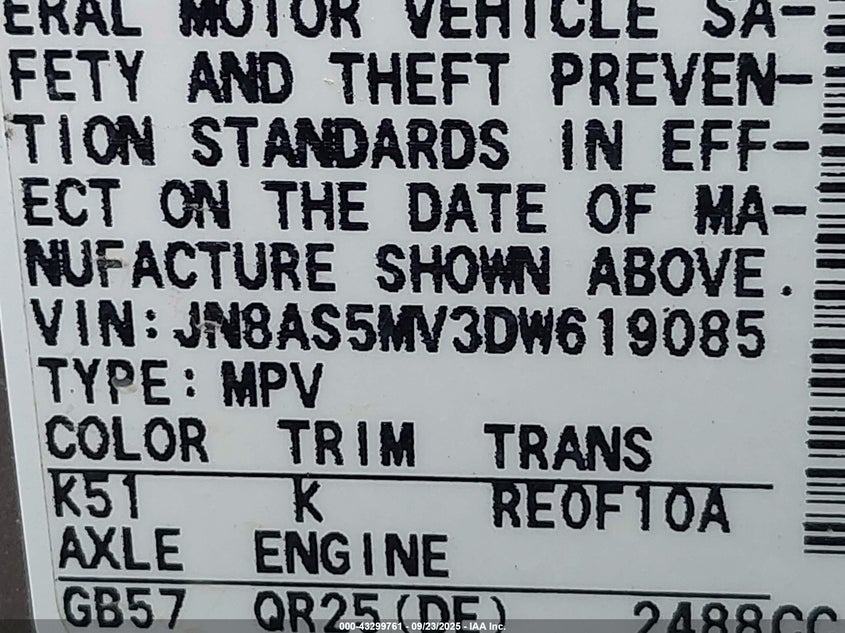 ERAL MOTOR VEHICLE SA-
FETY AND THEFT PREVEN-
TION STANDARDS IN EFF-
ECT ON THE DATE OF MA-
NUFACTURE SHOWN ABOVE.
VIN:JN8AS5MV3DW619085
TYPE: MPV
COLOR TRIM TRANS
K51 K RE0F10A
AXLE ENGINE
GB57 QR25(DE) 2488CC
000-43299761 - 09/23/2025 - IAA Inc.